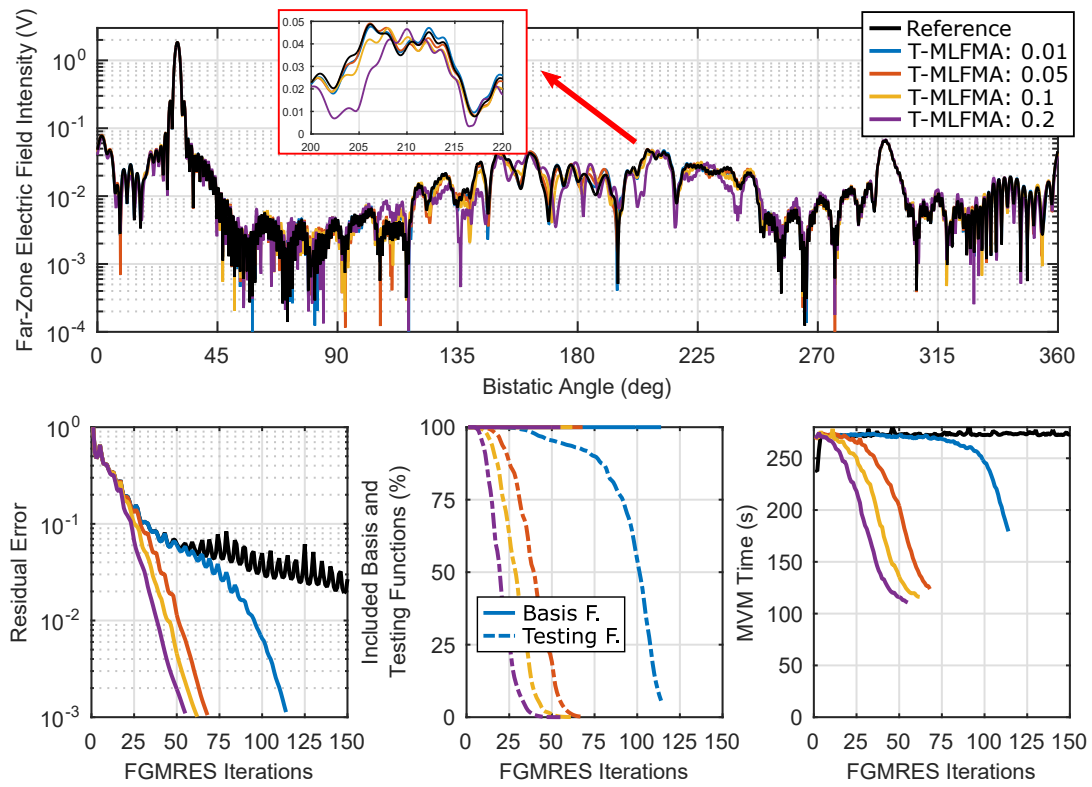 Far-Zone Electric Field Intensity (V)
10^0
10^-1
10^-2
10^-3
10^-4
0 45 90 135 180 225 270 315 360
Bistatic Angle (deg)
0.05
0.04
0.03
0.02
0.01
0
200 205 210 215 220
Reference
T-MLFMA: 0.01
T-MLFMA: 0.05
T-MLFMA: 0.1
T-MLFMA: 0.2
Residual Error
10^0
10^-1
10^-2
10^-3
0 25 50 75 100 125 150
FGMRES Iterations
Included Basis and
Testing Functions (%)
100
75
50
25
0
Basis F.
Testing F.
0 25 50 75 100 125 150
FGMRES Iterations
MVM Time (s)
250
200
150
100
50
0
0 25 50 75 100 125 150
FGMRES Iterations